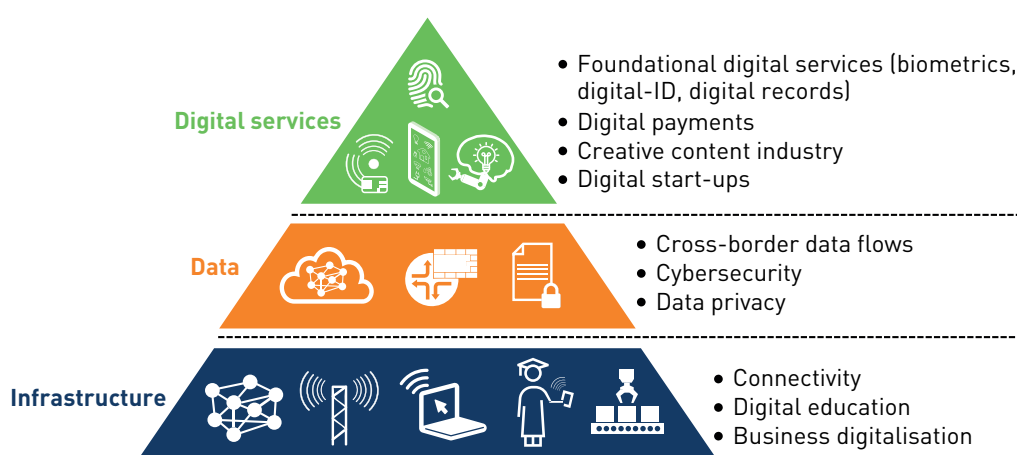 Digital services
• Foundational digital services (biometrics,
digital-ID, digital records)
• Digital payments
• Creative content industry
• Digital start-ups
Data
• Cross-border data flows
• Cybersecurity
• Data privacy
Infrastructure
• Connectivity
• Digital education
• Business digitalisation